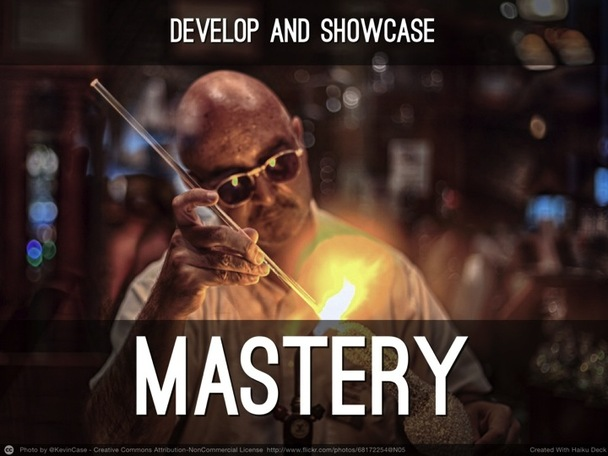 DEVELOP AND SHOWCASE
MASTERY
cc Photo by @KevinCase - Creative Commons Attribution-NonCommercial License http://www.flickr.com/photos/68172254@N05 Created With Haiku Deck